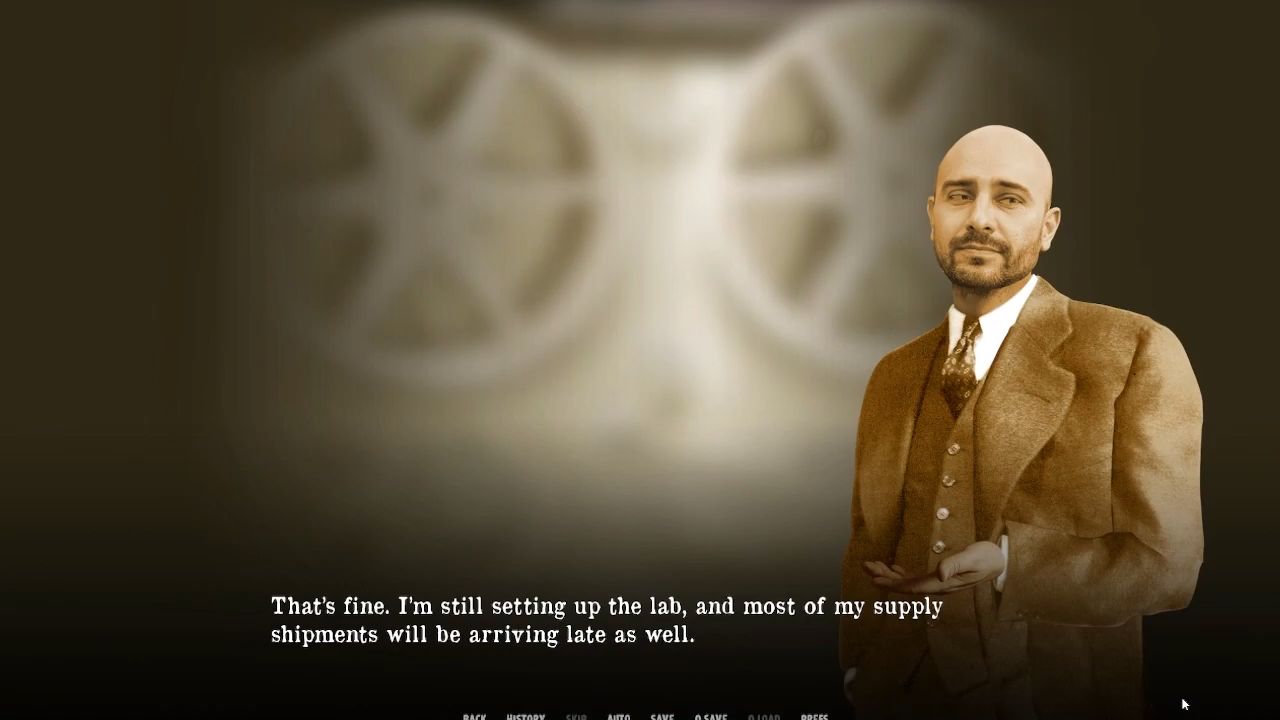 That's fine. I'm still setting up the lab, and most of my supply
shipments will be arriving late as well.
BACK HISTORY SKIP AUTO SAVE Q.SAVE Q.LOAD PREFS